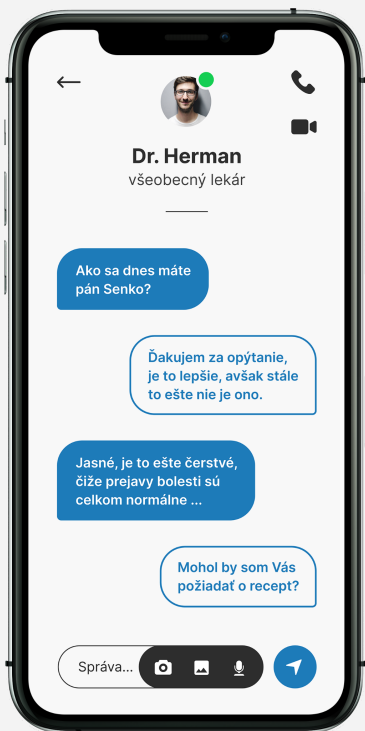 Dr. Herman
všeobecný lekár
Ako sa dnes máte
pán Senko?
Ďakujem za opýtanie,
je to lepšie, avšak stále
to ešte nie je ono.
Jasné, je to ešte čerstvé,
čiže prejavy bolesti sú
celkom normálne ...
Mohol by som Vás
požiadať o recept?
Správa...